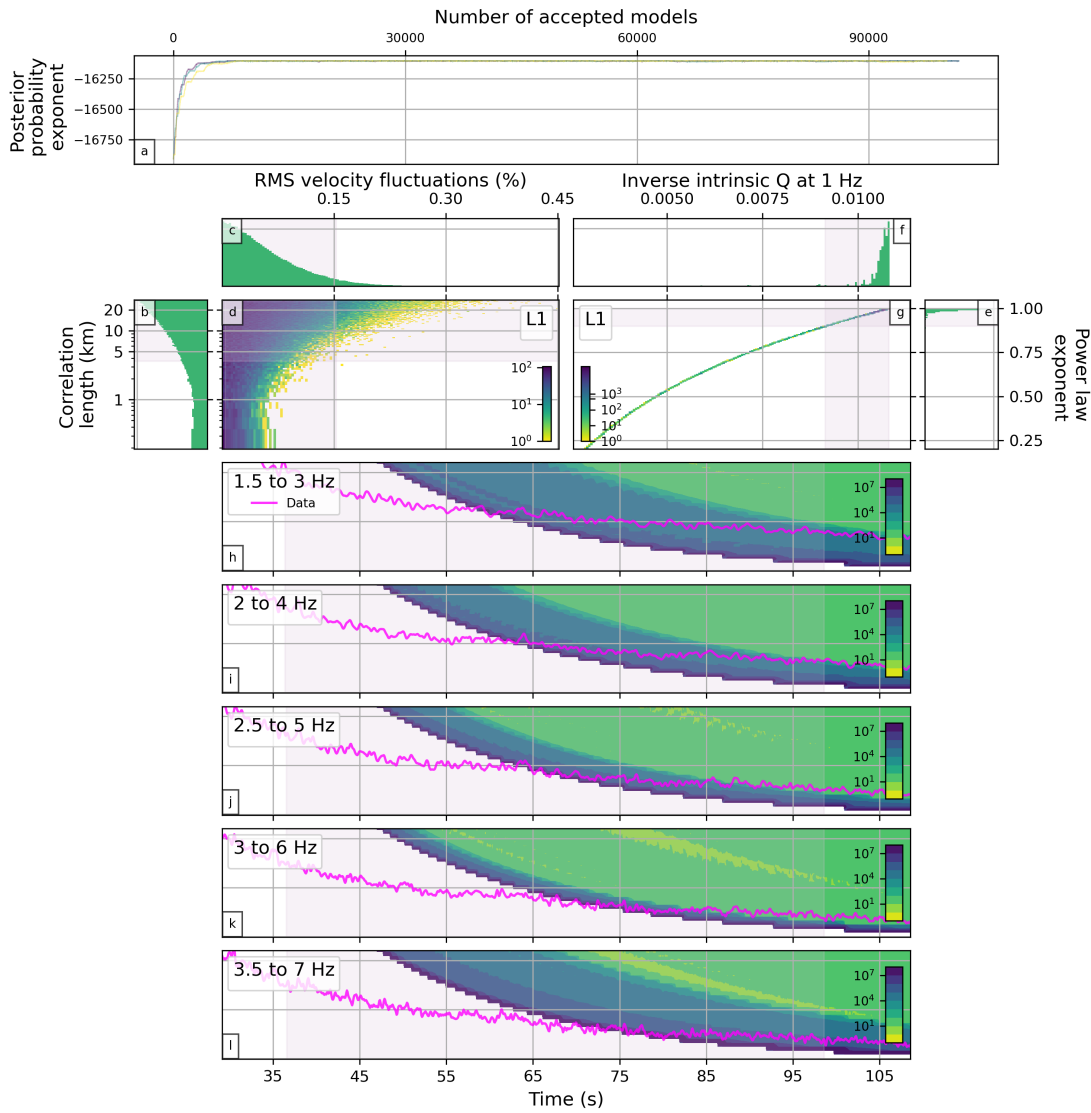 Number of accepted models
0 30000 60000 90000
Posterior
probability
exponent
−16250
−16500
−16750
a
RMS velocity fluctuations (%)
0.15 0.30 0.45
Inverse intrinsic Q at 1 Hz
0.0050 0.0075 0.0100
c
f
Correlation
length (km)
20
10
5
1
b
d
L1
10²
10¹
10⁰
L1
10³
10²
10¹
10⁰
g
e
1.00
0.75
0.50
0.25
Power law
exponent
1.5 to 3 Hz
Data
h
10⁷
10⁴
10¹
2 to 4 Hz
i
10⁷
10⁴
10¹
2.5 to 5 Hz
j
10⁷
10⁴
10¹
3 to 6 Hz
k
10⁷
10⁴
10¹
3.5 to 7 Hz
l
10⁷
10⁴
10¹
35 45 55 65 75 85 95 105
Time (s)